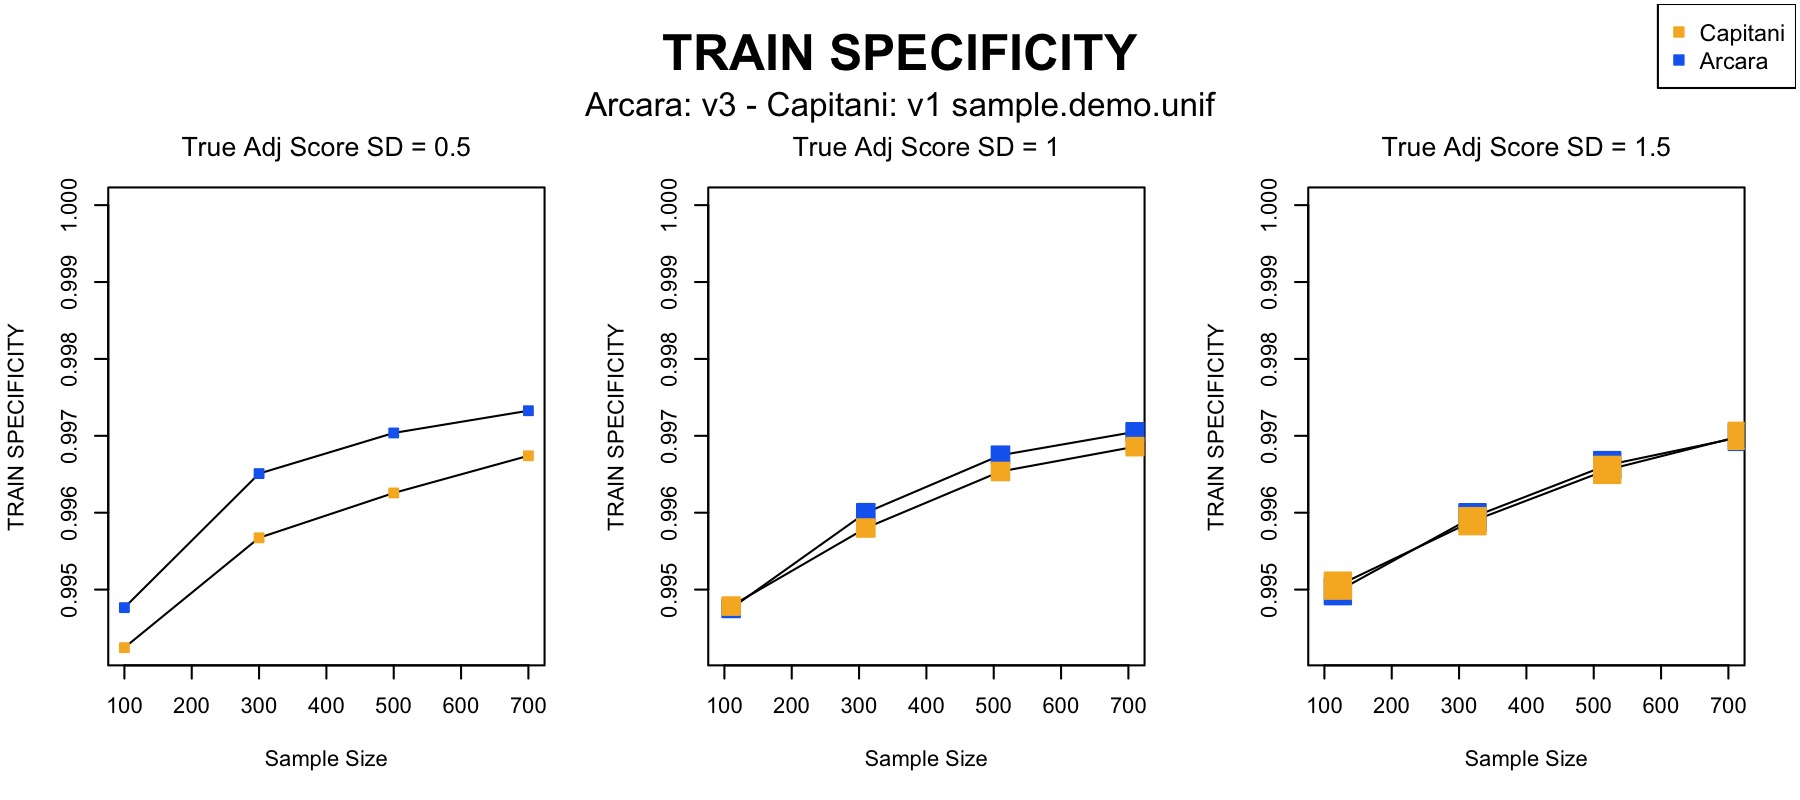 TRAIN SPECIFICITY
Arcara: v3 - Capitani: v1 sample.demo.unif
Capitani
Arcara
True Adj Score SD = 0.5
TRAIN SPECIFICITY
1.000
0.999
0.998
0.997
0.996
0.995
100 200 300 400 500 600 700
Sample Size
True Adj Score SD = 1
TRAIN SPECIFICITY
1.000
0.999
0.998
0.997
0.996
0.995
100 200 300 400 500 600 700
Sample Size
True Adj Score SD = 1.5
TRAIN SPECIFICITY
1.000
0.999
0.998
0.997
0.996
0.995
100 200 300 400 500 600 700
Sample Size